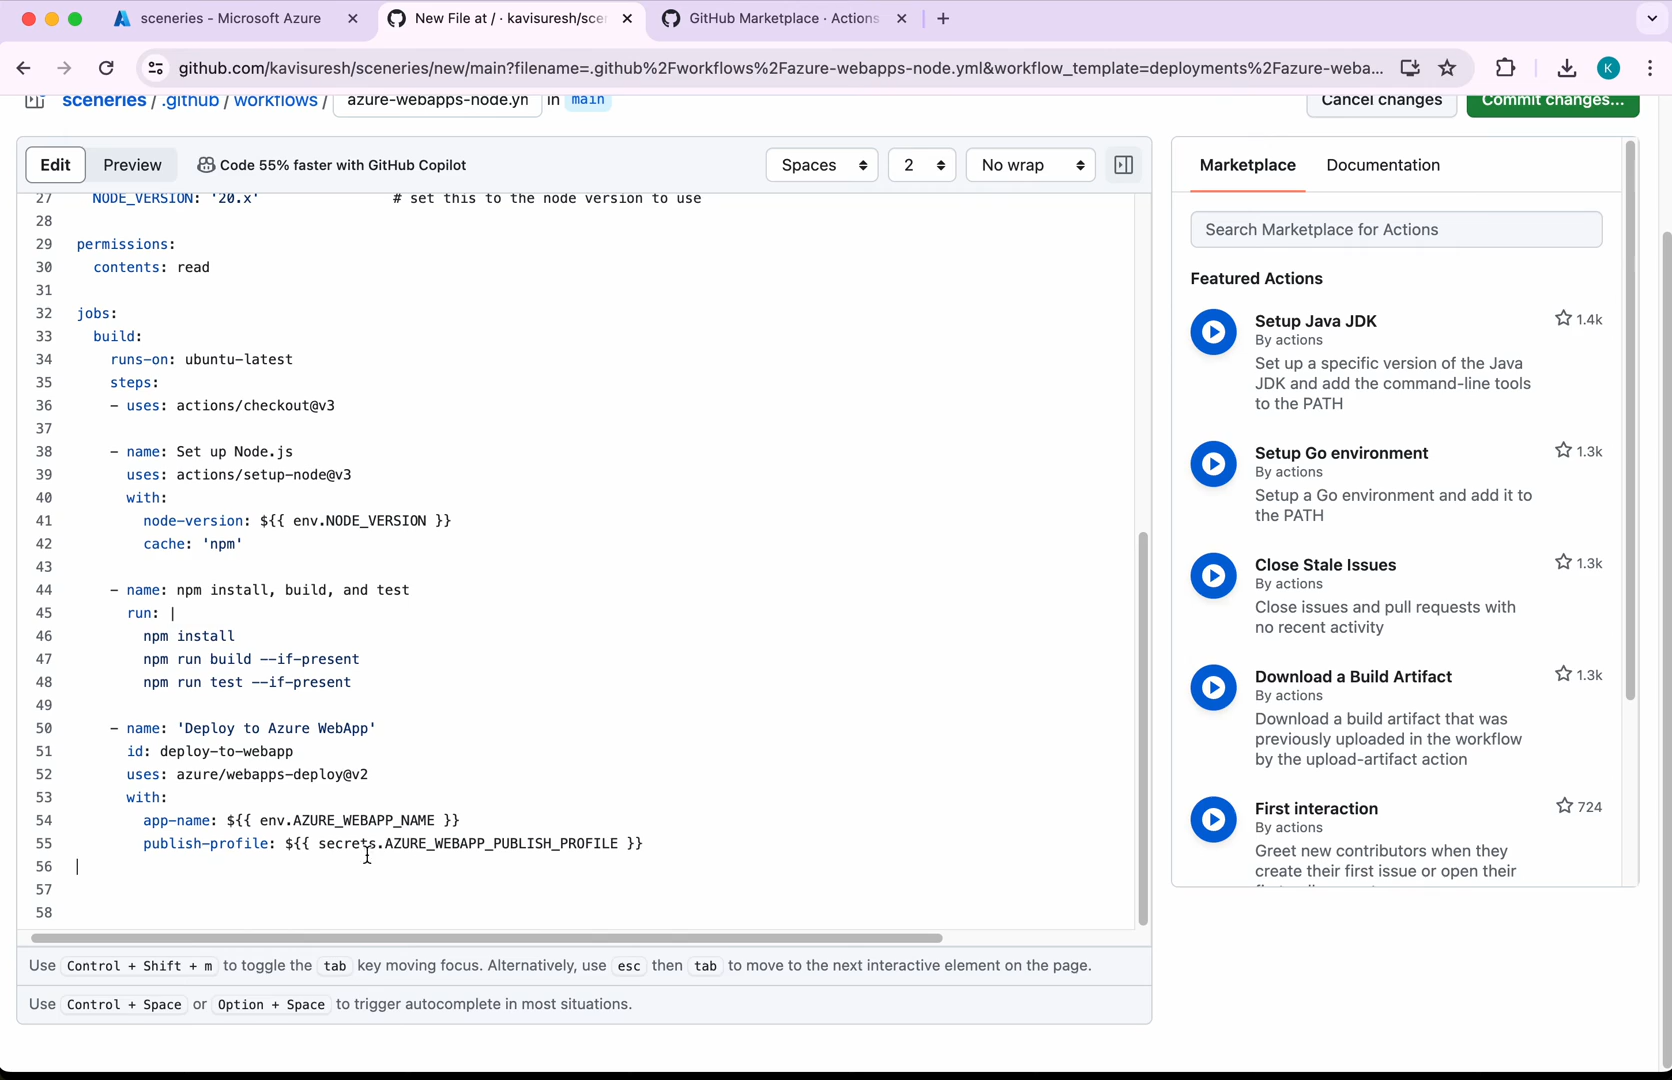 sceneries - Microsoft Azure
New File at / · kavisuresh/scen
GitHub Marketplace · Actions
github.com/kavisuresh/sceneries/new/main?filename=.github%2Fworkflows%2Fazure-webapps-node.yml&workflow_template=deployments%2Fazure-weba...
K
sceneries / .github / workflows / azure-webapps-node.yn in main
Cancel changes
Commit changes...
Edit
Preview
Code 55% faster with GitHub Copilot
Spaces
2
No wrap
27 NODE_VERSION: '20.x' # set this to the node version to use
28
29 permissions:
30 contents: read
31
32 jobs:
33 build:
34 runs-on: ubuntu-latest
35 steps:
36 - uses: actions/checkout@v3
37
38 - name: Set up Node.js
39 uses: actions/setup-node@v3
40 with:
41 node-version: ${{ env.NODE_VERSION }}
42 cache: 'npm'
43
44 - name: npm install, build, and test
45 run: |
46 npm install
47 npm run build --if-present
48 npm run test --if-present
49
50 - name: 'Deploy to Azure WebApp'
51 id: deploy-to-webapp
52 uses: azure/webapps-deploy@v2
53 with:
54 app-name: ${{ env.AZURE_WEBAPP_NAME }}
55 publish-profile: ${{ secrets.AZURE_WEBAPP_PUBLISH_PROFILE }}
56
57
58
Use Control + Shift + m to toggle the tab key moving focus. Alternatively, use esc then tab to move to the next interactive element on the page.
Use Control + Space or Option + Space to trigger autocomplete in most situations.
Marketplace
Documentation
Search Marketplace for Actions
Featured Actions
Setup Java JDK
1.4k
By actions
Set up a specific version of the Java
JDK and add the command-line tools
to the PATH
Setup Go environment
1.3k
By actions
Setup a Go environment and add it to
the PATH
Close Stale Issues
1.3k
By actions
Close issues and pull requests with
no recent activity
Download a Build Artifact
1.3k
By actions
Download a build artifact that was
previously uploaded in the workflow
by the upload-artifact action
First interaction
724
By actions
Greet new contributors when they
create their first issue or open their